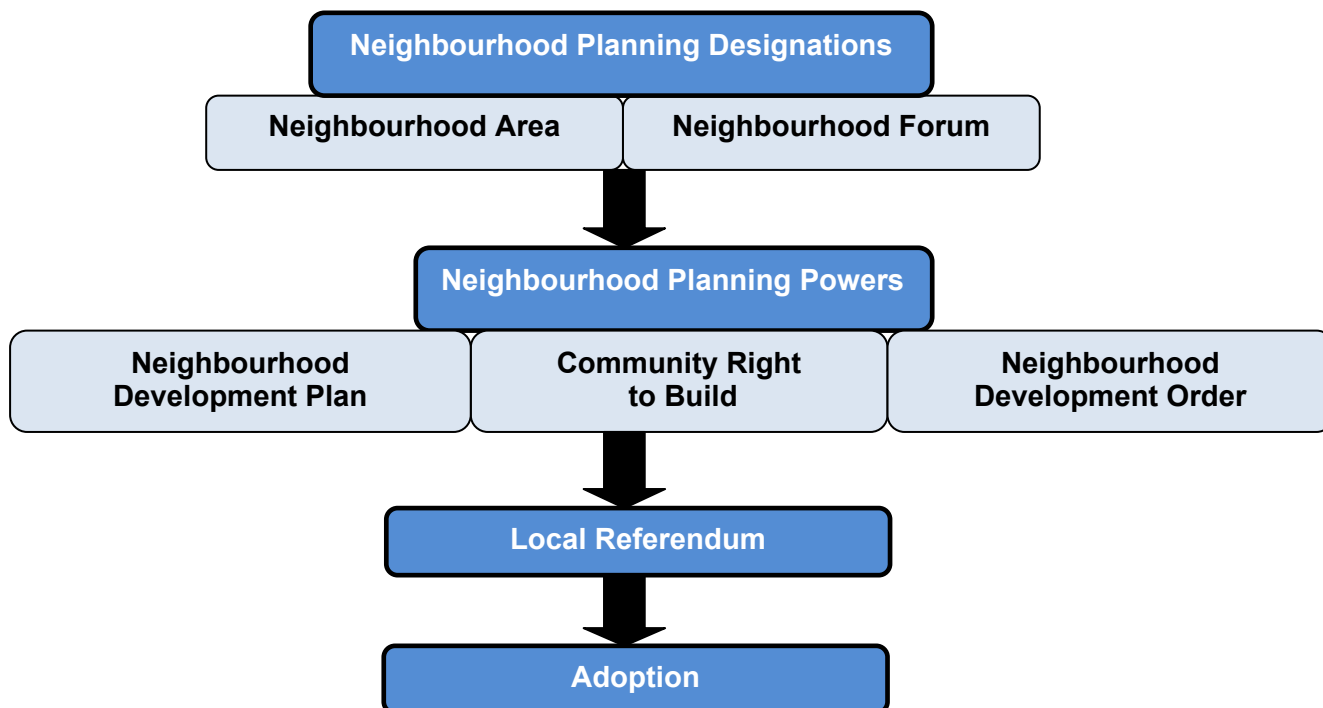 Neighbourhood Planning Designations
Neighbourhood Area
Neighbourhood Forum
Neighbourhood Planning Powers
Neighbourhood
Development Plan
Community Right
to Build
Neighbourhood
Development Order
Local Referendum
Adoption